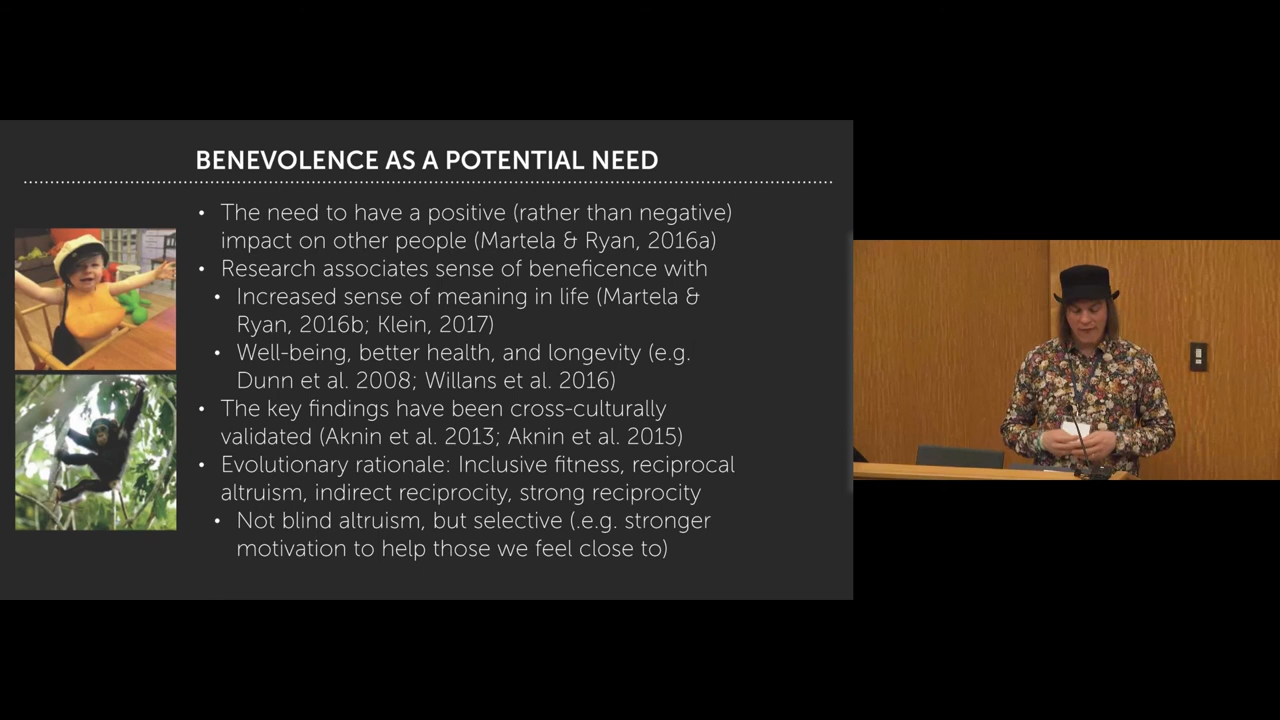 BENEVOLENCE AS A POTENTIAL NEED
• The need to have a positive (rather than negative)
impact on other people (Martela & Ryan, 2016a)
• Research associates sense of beneficence with
• Increased sense of meaning in life (Martela &
Ryan, 2016b; Klein, 2017)
• Well-being, better health, and longevity (e.g.
Dunn et al. 2008; Willans et al. 2016)
• The key findings have been cross-culturally
validated (Aknin et al. 2013; Aknin et al. 2015)
• Evolutionary rationale: Inclusive fitness, reciprocal
altruism, indirect reciprocity, strong reciprocity
• Not blind altruism, but selective (.e.g. stronger
motivation to help those we feel close to)